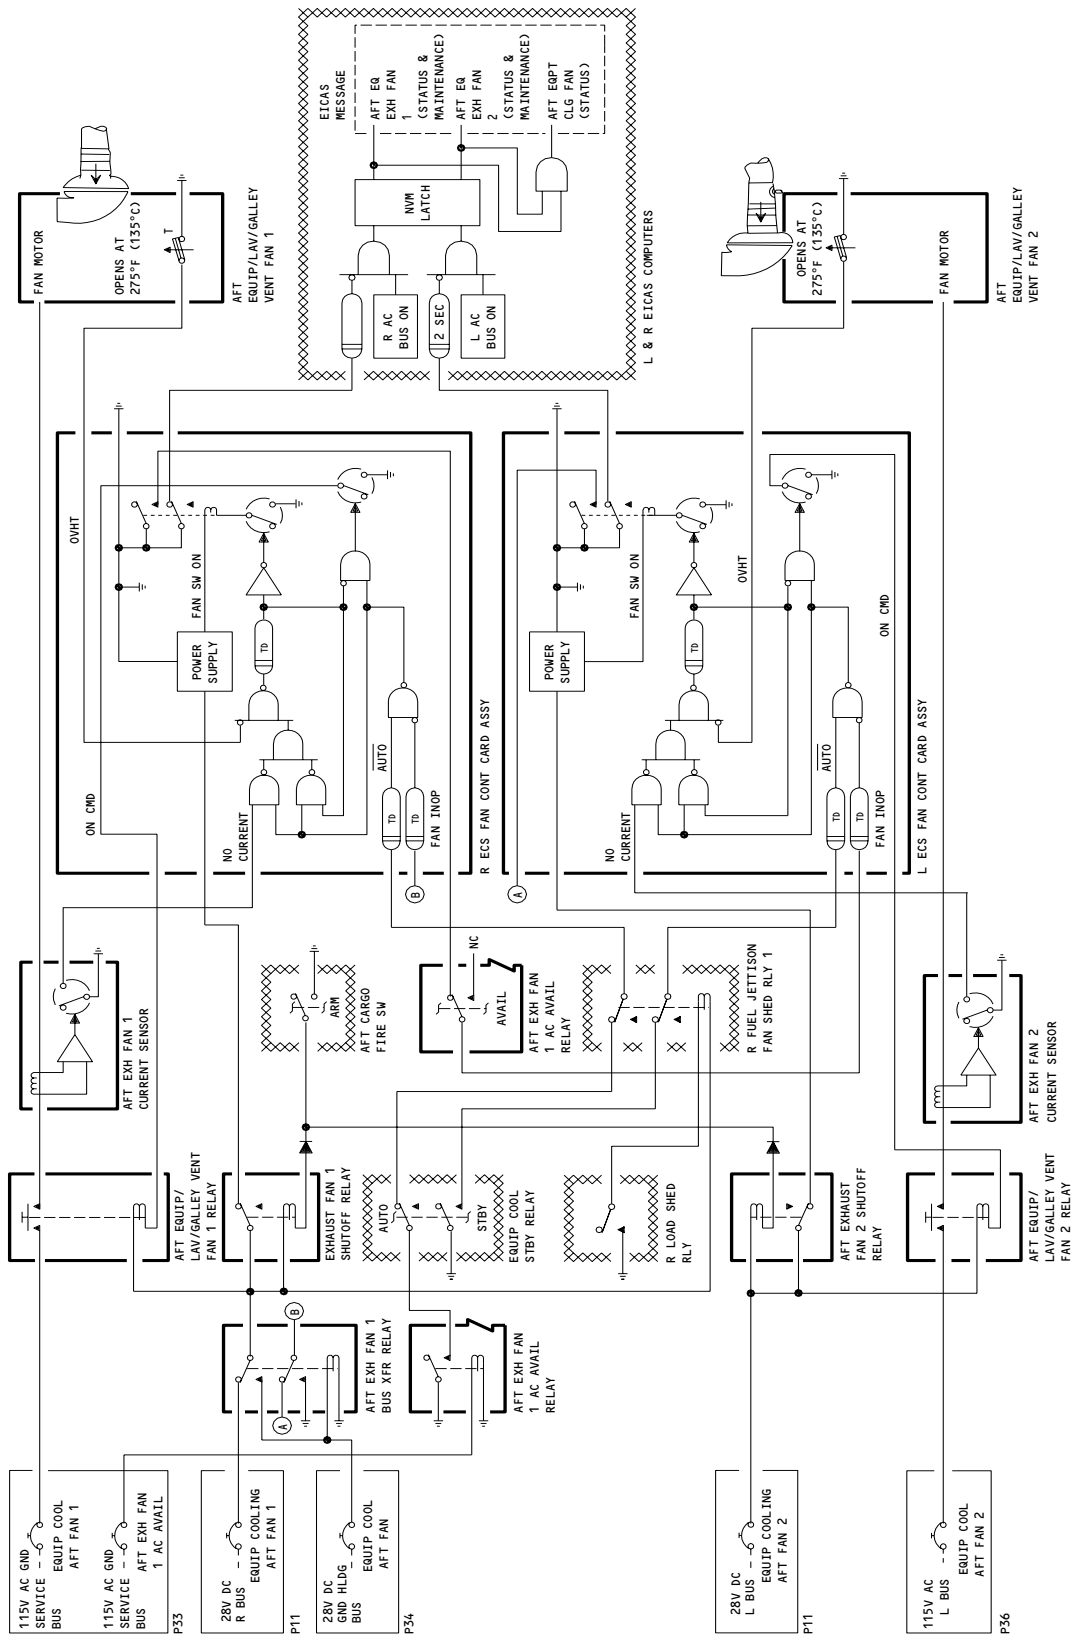 115V AC GND
SERVICE
BUS
EQUIP COOL
AFT FAN 1
115V AC GND
SERVICE
BUS
AFT EXH FAN
1 AC AVAIL
P33
28V DC
R BUS
EQUIP COOLING
AFT FAN 1
P11
28V DC
GND HLDG
BUS
EQUIP COOL
AFT FAN
P34
28V DC
L BUS
EQUIP COOLING
AFT FAN 2
P11
115V AC
L BUS
EQUIP COOL
AFT FAN 2
P36
A
B
AFT EXH FAN 1
BUS XFR RELAY
AFT EXH FAN
1 AC AVAIL
RELAY
AFT EQUIP/
LAV/GALLEY VENT
FAN 1 RELAY
EXHAUST FAN 1
SHUTOFF RELAY
AUTO
STBY
EQUIP COOL
STBY RELAY
R LOAD SHED
RLY
AFT EXHAUST
FAN 2 SHUTOFF
RELAY
AFT EQUIP/
LAV/GALLEY VENT
FAN 2 RELAY
AFT EXH FAN 1
CURRENT SENSOR
ARM
AFT CARGO
FIRE SW
NC
AVAIL
AFT EXH FAN
1 AC AVAIL
RELAY
R FUEL JETTISON
FAN SHED RLY 1
AFT EXH FAN 2
CURRENT SENSOR
OVHT
ON CMD
NO
CURRENT
POWER
SUPPLY
FAN SW ON
TD
AUTO
TD
TD
FAN INOP
B
R ECS FAN CONT CARD ASSY
A
POWER
SUPPLY
FAN SW ON
NO
CURRENT
TD
OVHT
AUTO
TD
TD
FAN INOP
ON CMD
L ECS FAN CONT CARD ASSY
FAN MOTOR
OPENS AT
275°F (135°C)
T
AFT
EQUIP/LAV/GALLEY
VENT FAN 1
EICAS
MESSAGE
AFT EQ
EXH FAN
1
(STATUS &
MAINTENANCE)
AFT EQ
EXH FAN
2
(STATUS &
MAINTENANCE)
AFT EQPT
CLG FAN
(STATUS)
NVM
LATCH
R AC
BUS ON
2 SEC
L AC
BUS ON
L & R EICAS COMPUTERS
OPENS AT
275°F (135°C)
FAN MOTOR
AFT
EQUIP/LAV/GALLEY
VENT FAN 2